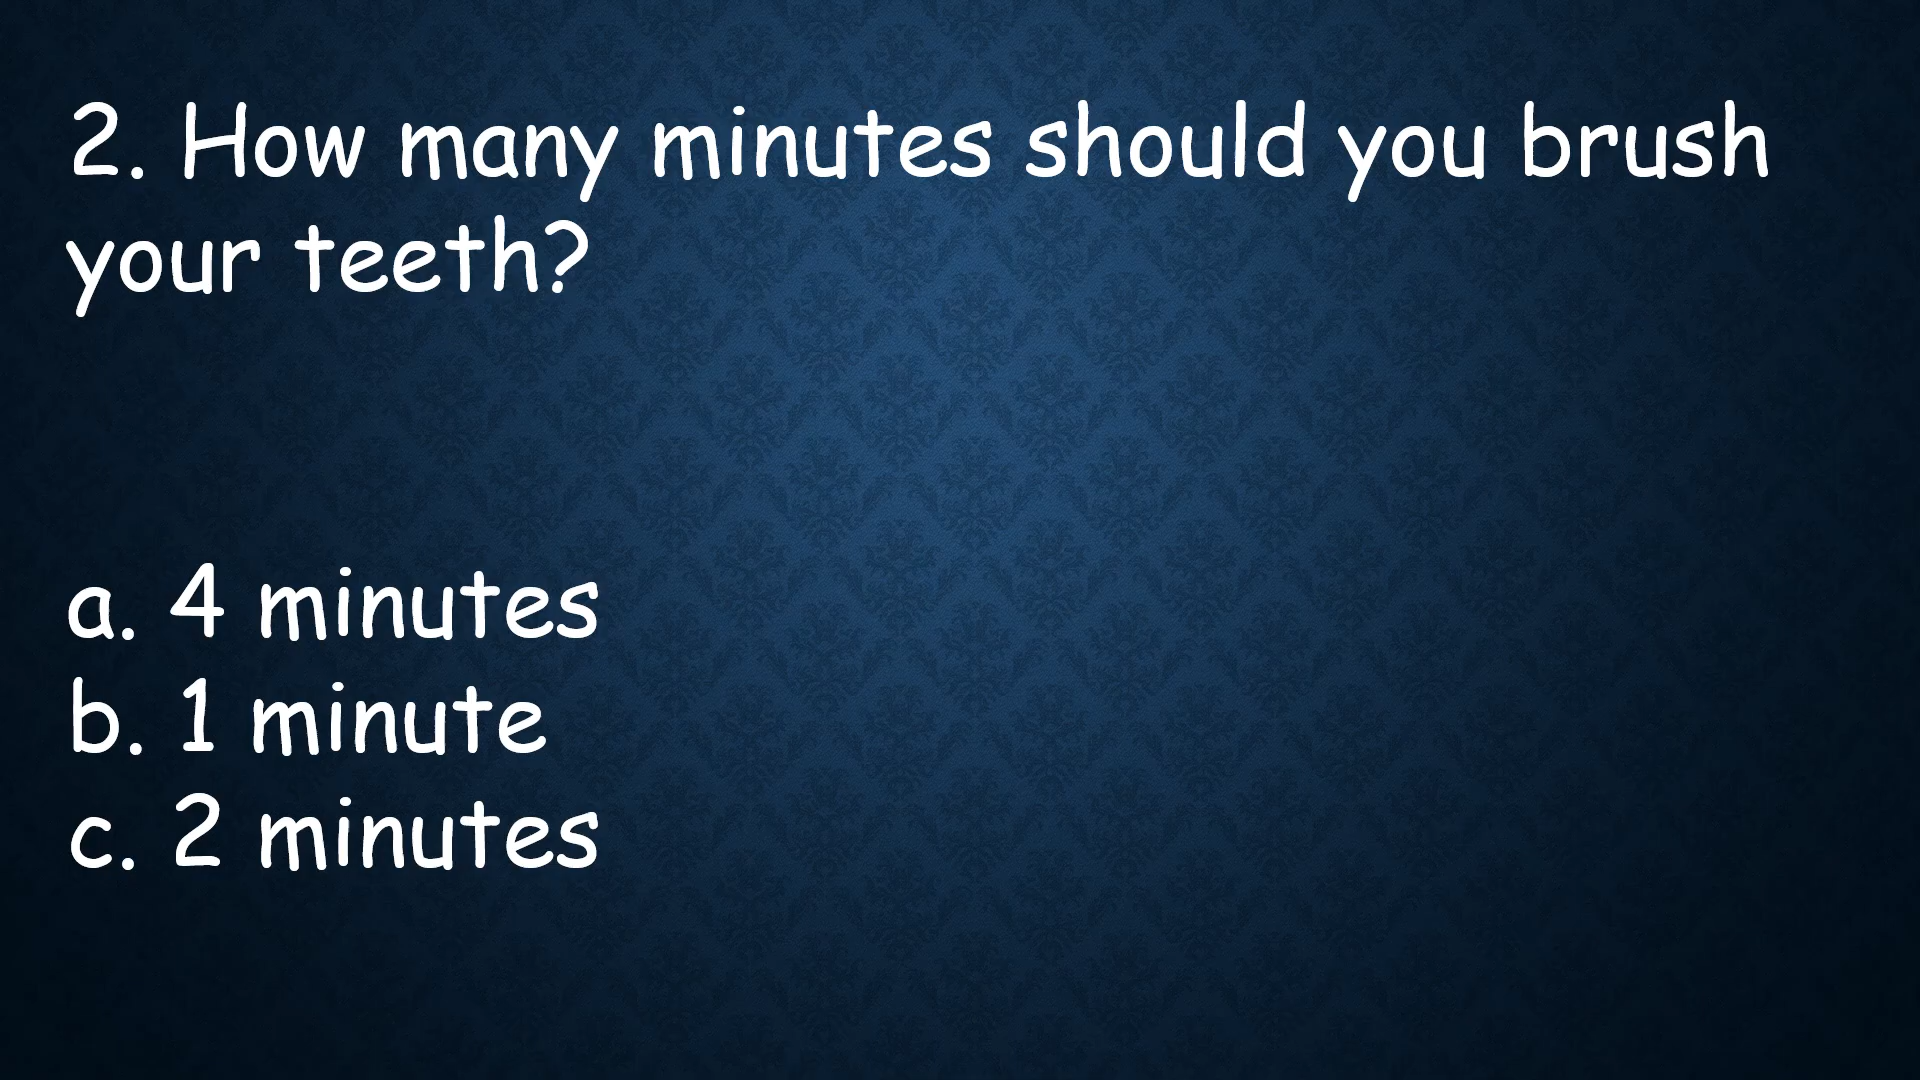 2. How many minutes should you brush
your teeth?
a. 4 minutes
b. 1 minute
c. 2 minutes